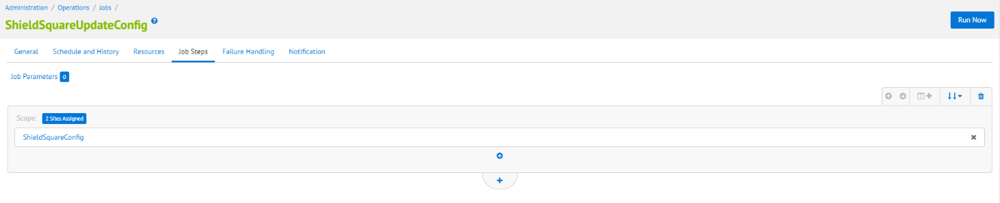 Administration / Operations / Jobs /
ShieldSquareUpdateConfig ?
Run Now
General Schedule and History Resources Job Steps Failure Handling Notification
Job Parameters 0
Scope: 2 Sites Assigned
ShieldSquareConfig